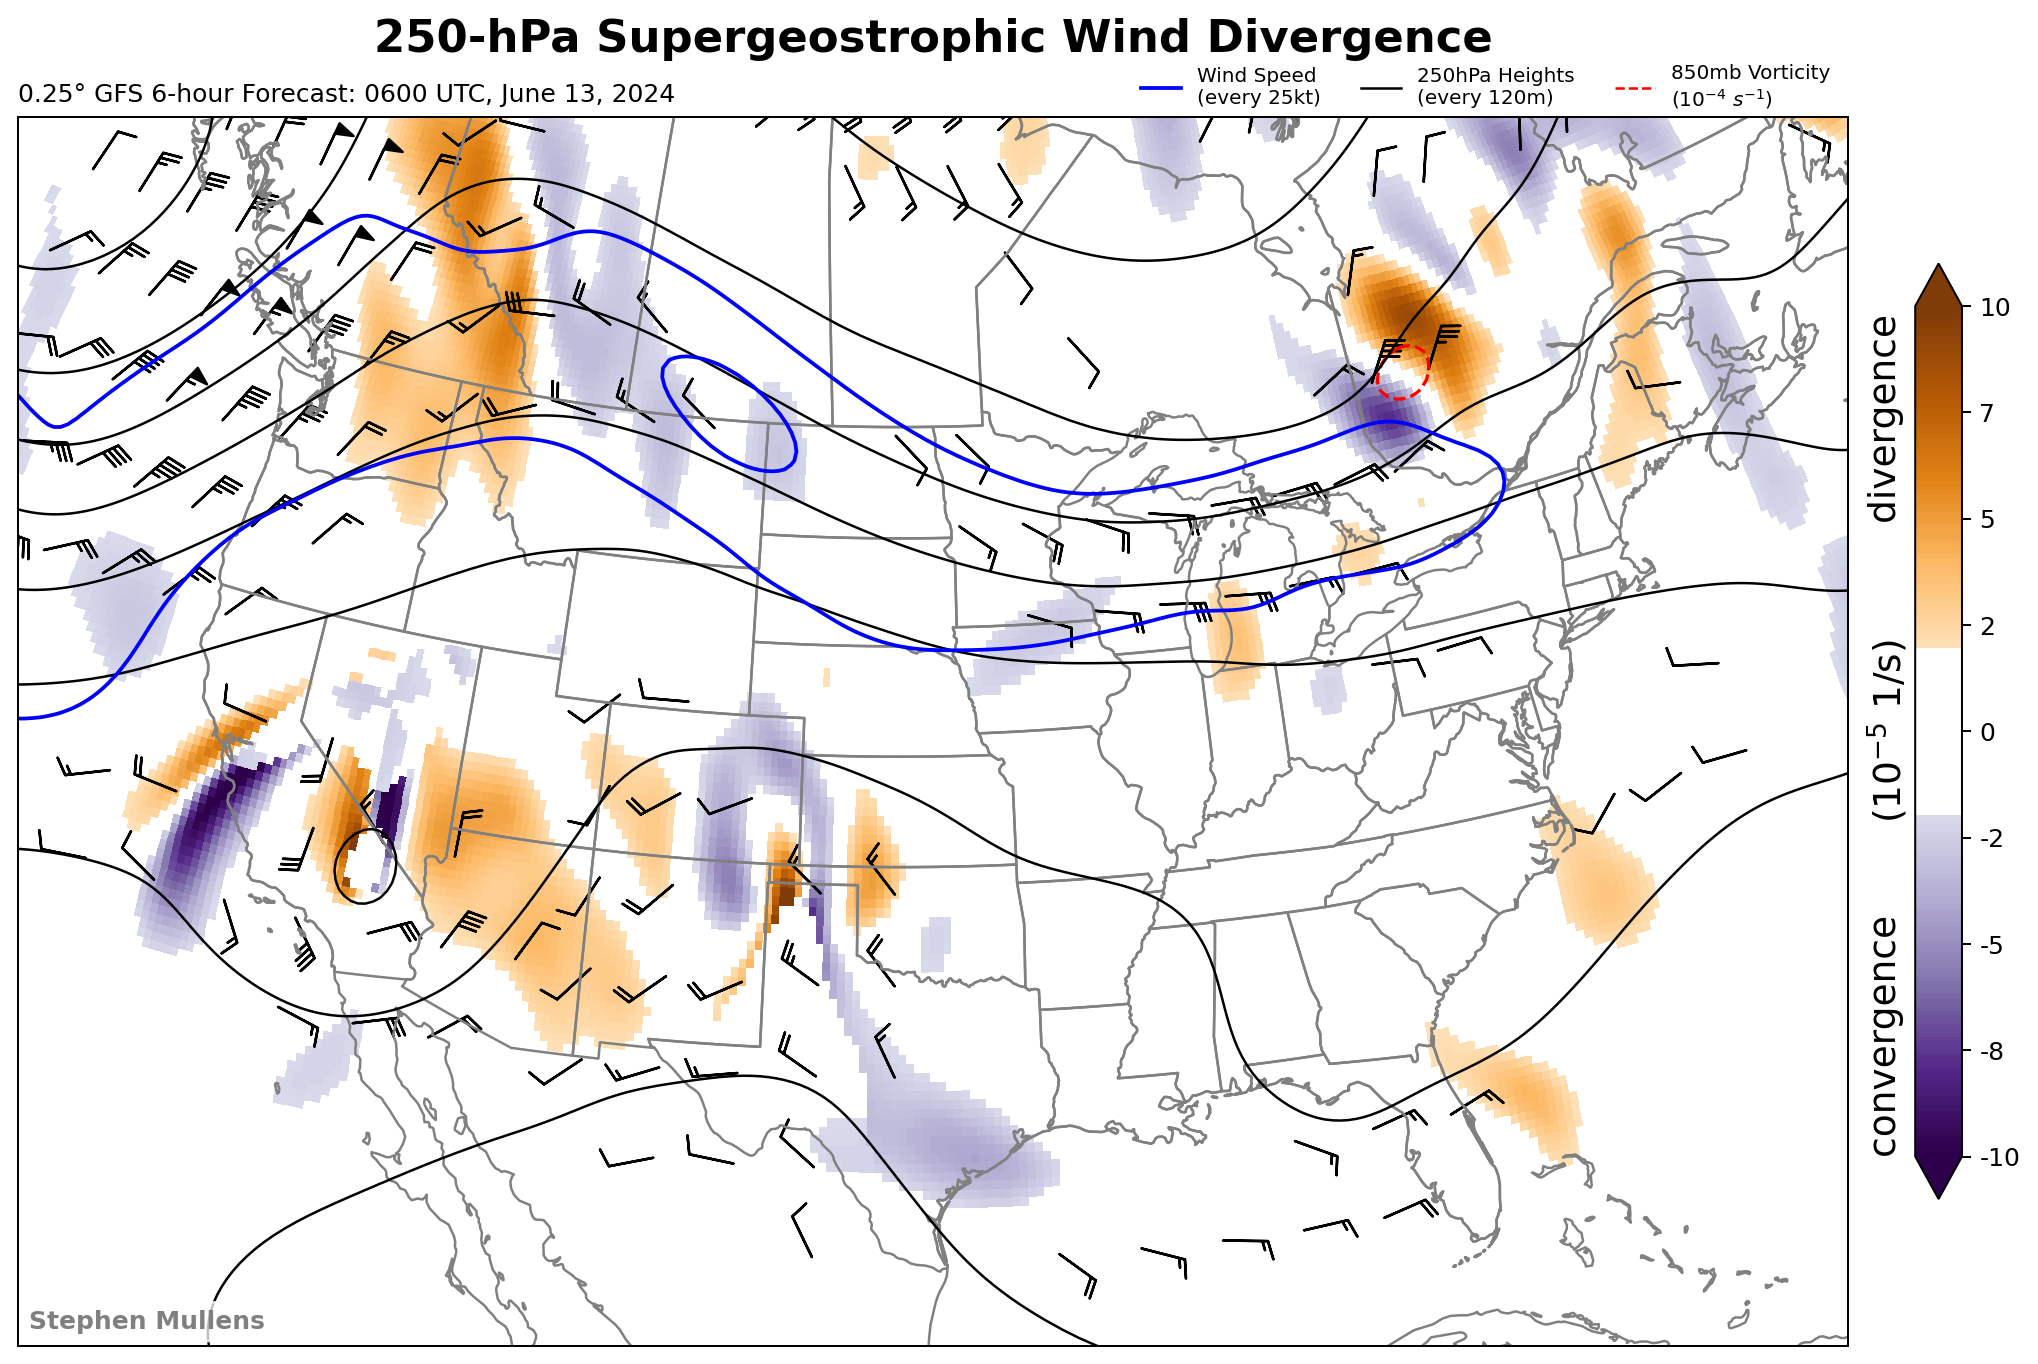 250-hPa Supergeostrophic Wind Divergence
0.25° GFS 6-hour Forecast: 0600 UTC, June 13, 2024
Wind Speed
(every 25kt)
250hPa Heights
(every 120m)
850mb Vorticity
(10⁻⁴ s⁻¹)
10
7
5
2
0
-2
-5
-8
-10
convergence (10⁻⁵ 1/s) divergence
Stephen Mullens